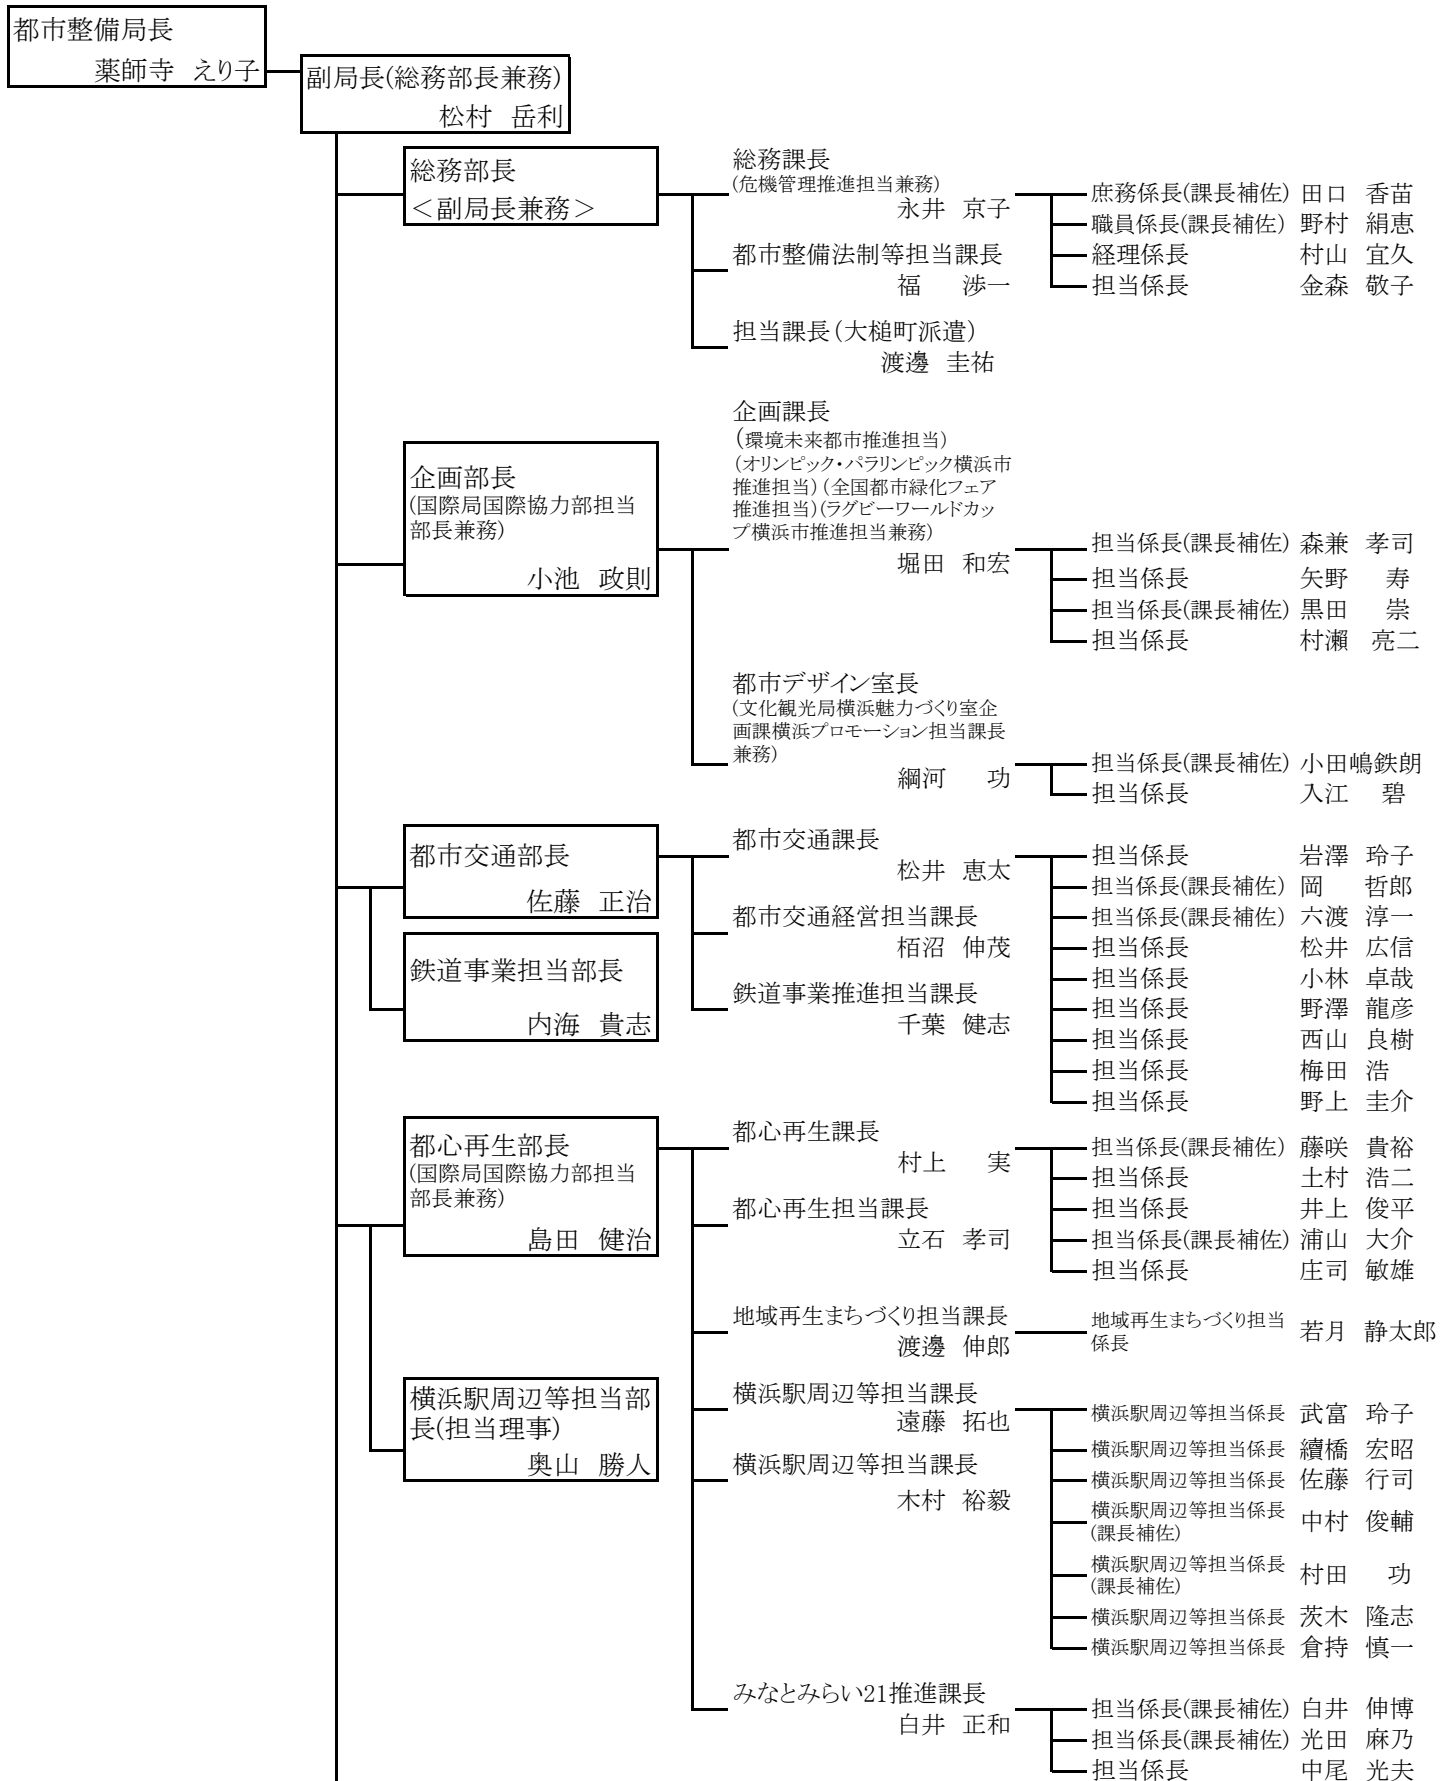 都市整備局長
薬師寺 えり子
副局長(総務部長兼務)
松村 岳利
総務部長
＜副局長兼務＞
総務課長
(危機管理推進担当兼務)
永井 京子
庶務係長(課長補佐) 田口 香苗
職員係長(課長補佐) 野村 絹恵
経理係長 村山 宜久
担当係長 金森 敬子
都市整備法制等担当課長
福 渉一
担当課長(大槌町派遣)
渡邊 圭祐
企画部長
(国際局国際協力部担当
部長兼務)
小池 政則
企画課長
(環境未来都市推進担当)
(オリンピック・パラリンピック横浜市
推進担当)(全国都市緑化フェア
推進担当)(ラグビーワールドカッ
プ横浜市推進担当兼務)
堀田 和宏
担当係長(課長補佐) 森兼 孝司
担当係長 矢野 寿
担当係長(課長補佐) 黒田 崇
担当係長 村瀬 亮二
都市デザイン室長
(文化観光局横浜魅力づくり室企
画課横浜プロモーション担当課長
兼務)
綱河 功
担当係長(課長補佐) 小田嶋鉄朗
担当係長 入江 碧
都市交通部長
佐藤 正治
鉄道事業担当部長
内海 貴志
都市交通課長
松井 恵太
都市交通経営担当課長
栢沼 伸茂
鉄道事業推進担当課長
千葉 健志
担当係長 岩澤 玲子
担当係長(課長補佐) 岡 哲郎
担当係長(課長補佐) 六渡 淳一
担当係長 松井 広信
担当係長 小林 卓哉
担当係長 野澤 龍彦
担当係長 西山 良樹
担当係長 梅田 浩
担当係長 野上 圭介
都心再生部長
(国際局国際協力部担当
部長兼務)
島田 健治
横浜駅周辺等担当部
長(担当理事)
奥山 勝人
都心再生課長
村上 実
都心再生担当課長
立石 孝司
担当係長(課長補佐) 藤咲 貴裕
担当係長 土村 浩二
担当係長 井上 俊平
担当係長(課長補佐) 浦山 大介
担当係長 庄司 敏雄
地域再生まちづくり担当課長
渡邊 伸郎
地域再生まちづくり担当
係長 若月 静太郎
横浜駅周辺等担当課長
遠藤 拓也
横浜駅周辺等担当課長
木村 裕毅
横浜駅周辺等担当係長 武富 玲子
横浜駅周辺等担当係長 續橋 宏昭
横浜駅周辺等担当係長 佐藤 行司
横浜駅周辺等担当係長
(課長補佐) 中村 俊輔
横浜駅周辺等担当係長
(課長補佐) 村田 功
横浜駅周辺等担当係長 茨木 隆志
横浜駅周辺等担当係長 倉持 慎一
みなとみらい21推進課長
白井 正和
担当係長(課長補佐) 白井 伸博
担当係長(課長補佐) 光田 麻乃
担当係長 中尾 光夫